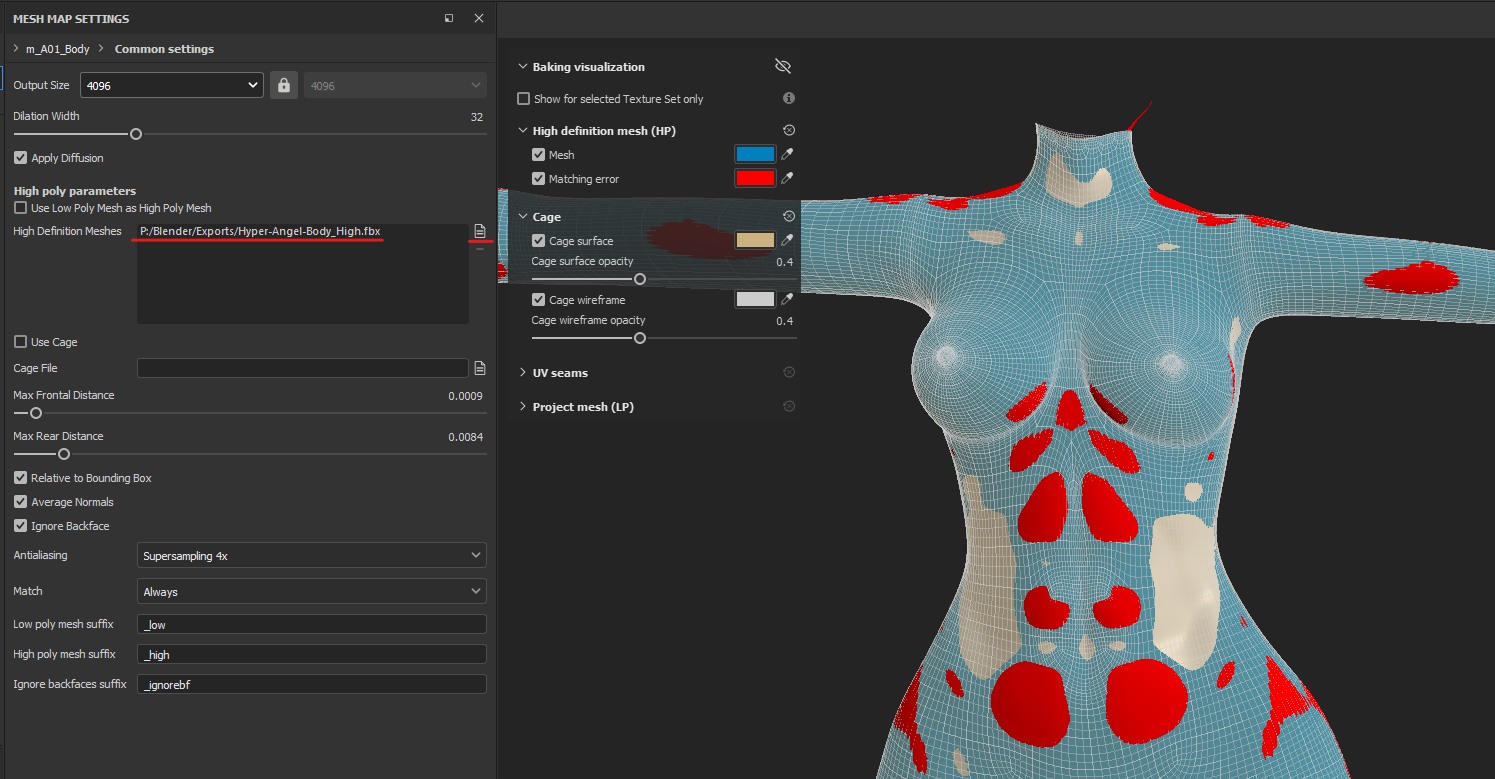 MESH MAP SETTINGS
m_A01_Body > Common settings
Output Size 4096 4096
Dilation Width 32
Apply Diffusion
High poly parameters
Use Low Poly Mesh as High Poly Mesh
High Definition Meshes P:/Blender/Exports/Hyper-Angel-Body_High.fbx
Use Cage
Cage File
Max Frontal Distance 0.0009
Max Rear Distance 0.0084
Relative to Bounding Box
Average Normals
Ignore Backface
Antialiasing Supersampling 4x
Match Always
Low poly mesh suffix _low
High poly mesh suffix _high
Ignore backfaces suffix _ignorebf
Baking visualization
Show for selected Texture Set only
High definition mesh (HP)
Mesh
Matching error
Cage
Cage surface
Cage surface opacity 0.4
Cage wireframe
Cage wireframe opacity 0.4
UV seams
Project mesh (LP)